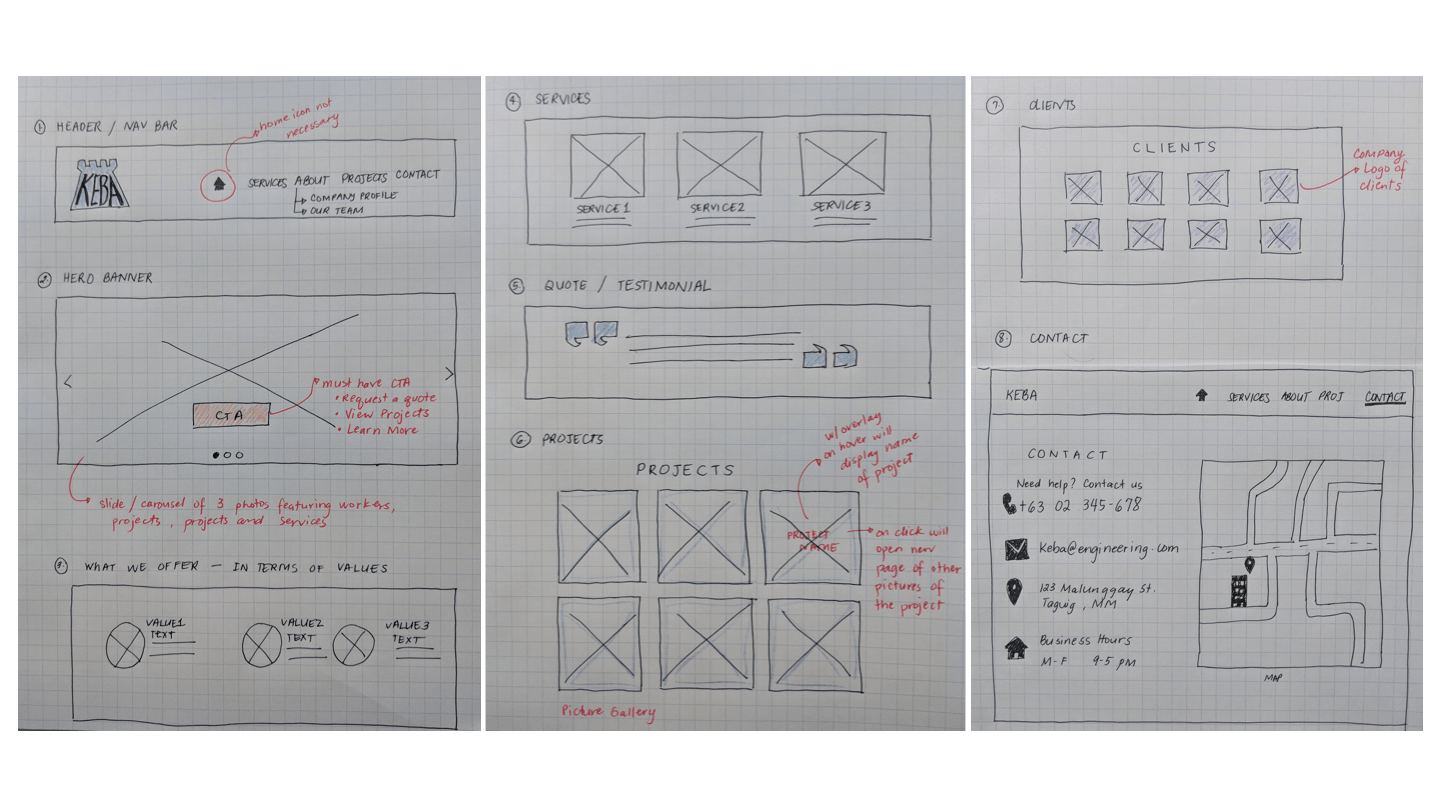 1. HEADER / NAV BAR
home icon not
necessary
KEBA
SERVICES ABOUT PROJECTS CONTACT
COMPANY PROFILE
OUR TEAM
2. HERO BANNER
must have CTA
• Request a quote
• View Projects
• Learn More
CTA
slide / carousel of 3 photos featuring workers,
projects, projects and services
3. WHAT WE OFFER — IN TERMS OF VALUES
VALUE1 VALUE2 VALUE3
TEXT TEXT TEXT
4. SERVICES
SERVICE 1 SERVICE 2 SERVICE 3
5. QUOTE / TESTIMONIAL
6. PROJECTS
w/overlay
on hover will
display name
of project
PROJECTS
PROJECT
NAME
on click will
open new
page of other
pictures of
the project
Picture Gallery
7. CLIENTS
CLIENTS
Company
Logo of
clients
8. CONTACT
KEBA SERVICES ABOUT PROJ CONTACT
CONTACT
Need help? Contact us
+63 02 345-678
Keba@engineering.com
123 Malunggay St.
Taguig, MM
Business Hours
M-F 9-5 PM
MAP